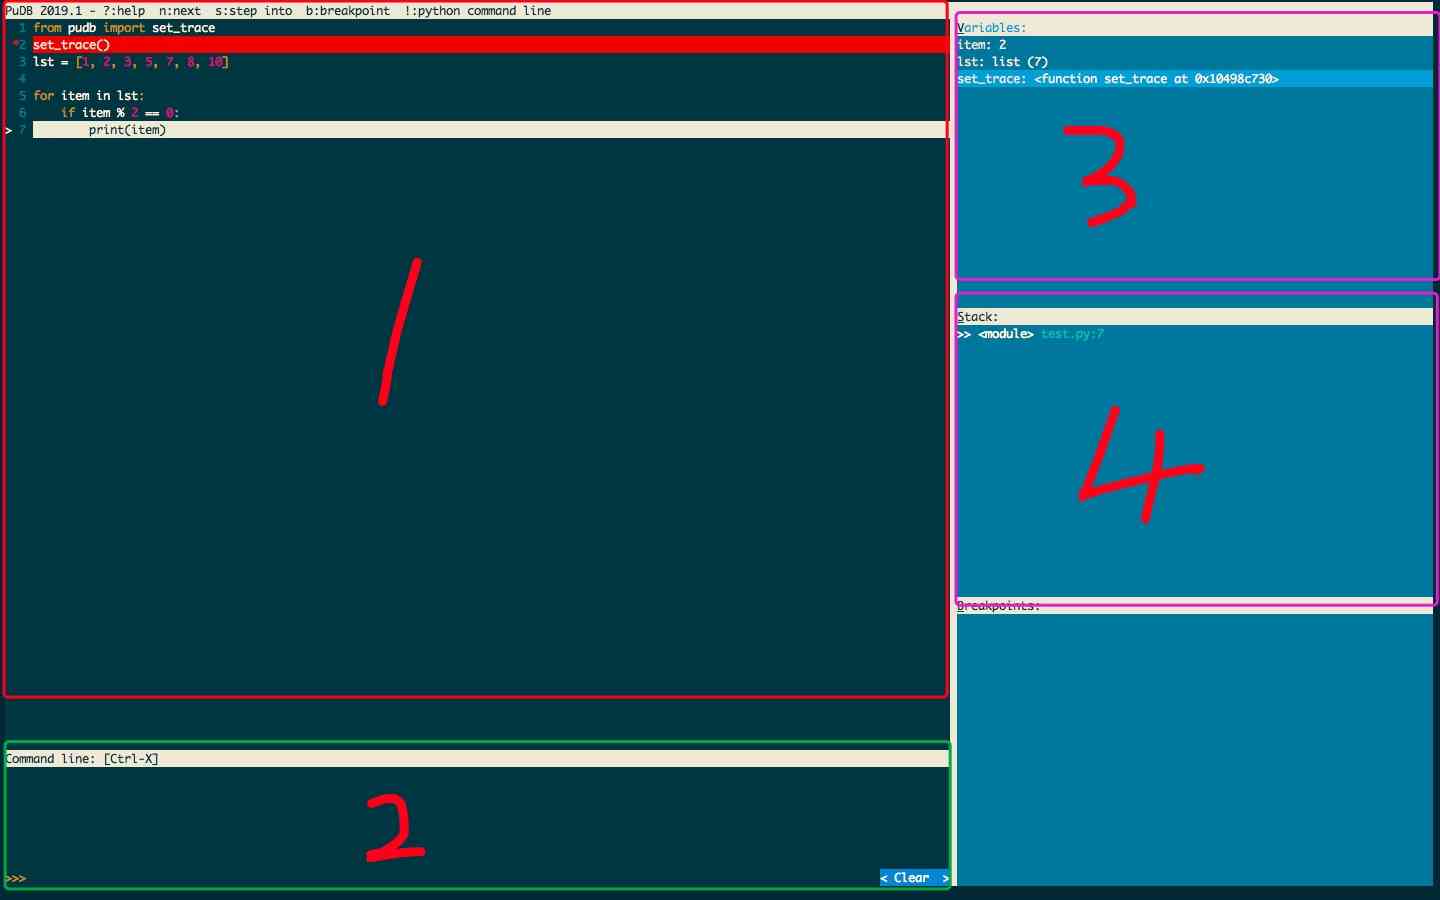 PuDB 2019.1 - ?:help  n:next  s:step into  b:breakpoint  !:python command line
1 from pudb import set_trace
*2 set_trace()
3 lst = [1, 2, 3, 5, 7, 8, 10]
4
5 for item in lst:
6     if item % 2 == 0:
> 7         print(item)
1
Command line: [Ctrl-X]
2
>>>
< Clear  >
Variables:
item: 2
lst: list (7)
set_trace: <function set_trace at 0x10498c730>
3
Stack:
>> <module> test.py:7
4
Breakpoints: